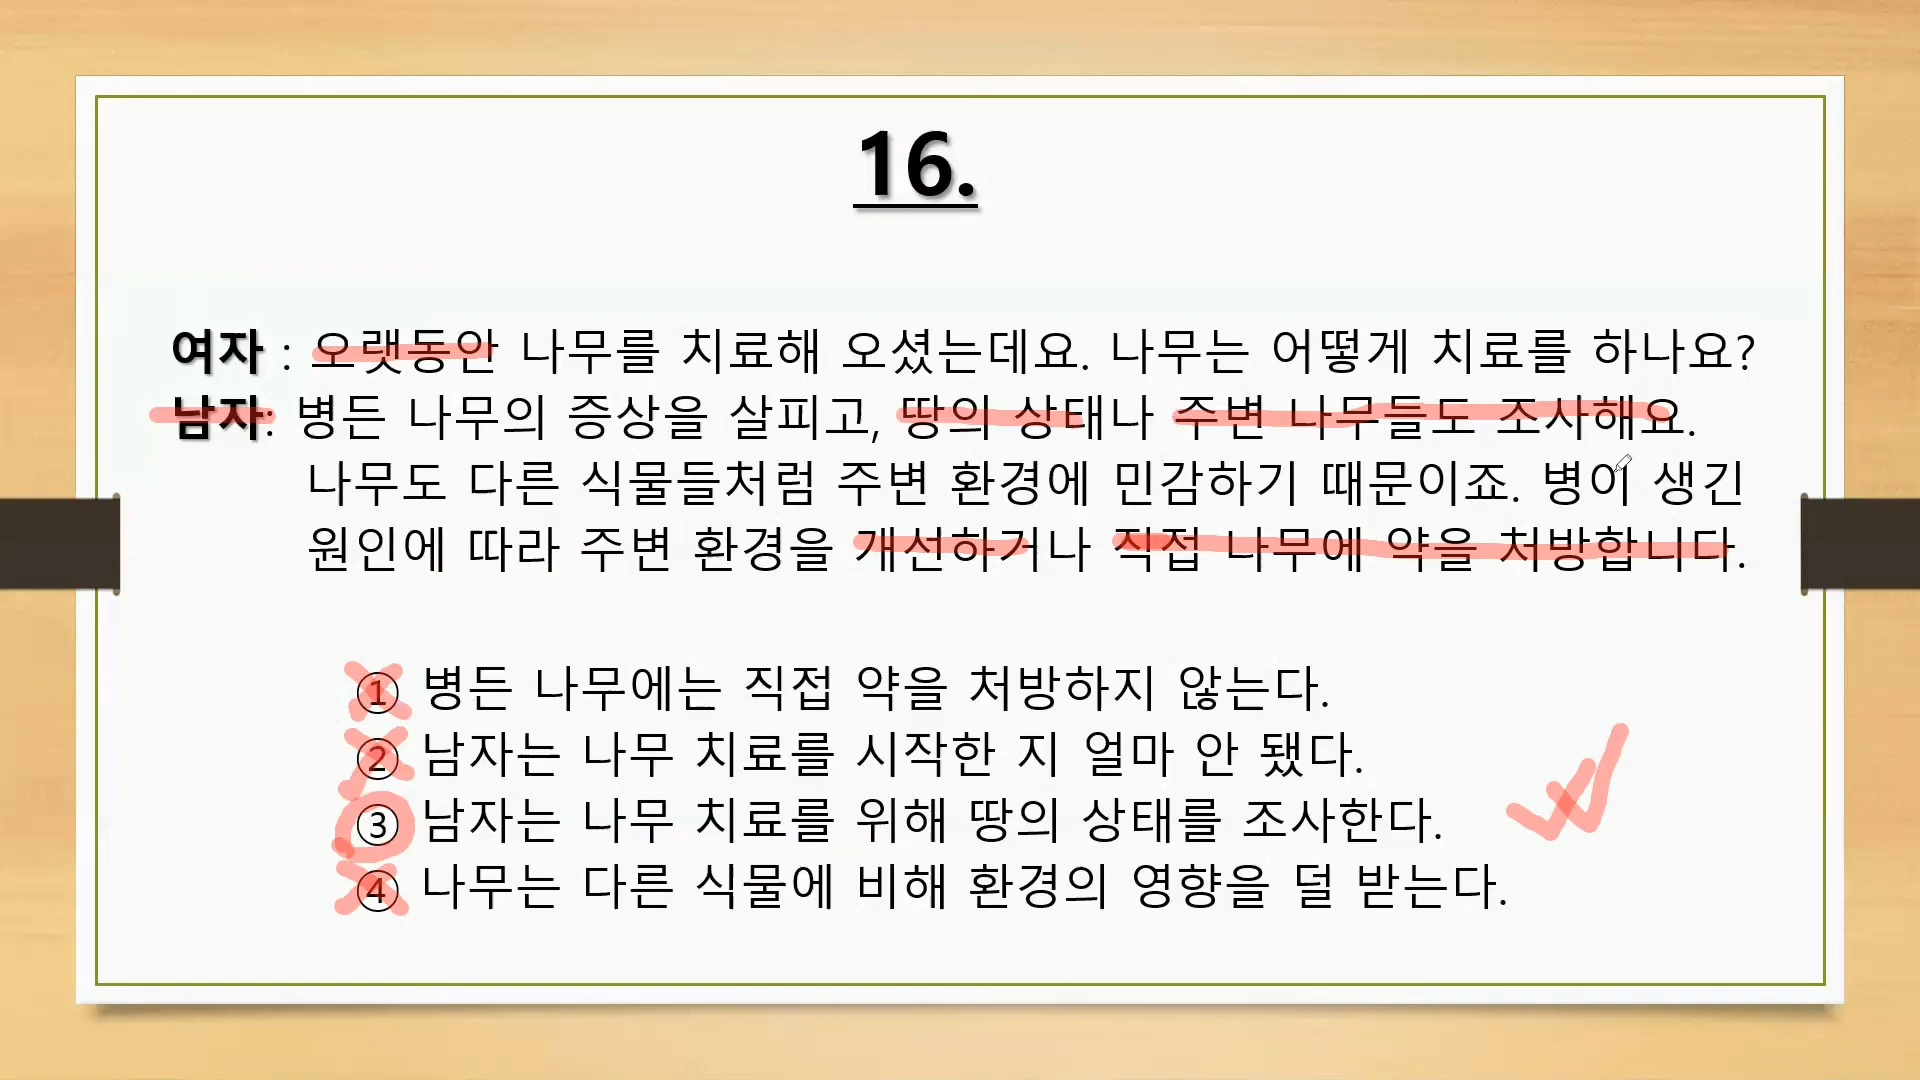 16.
여자 : 오랫동안 나무를 치료해 오셨는데요. 나무는 어떻게 치료를 하나요?
남자: 병든 나무의 증상을 살피고, 땅의 상태나 주변 나무들도 조사해요.
나무도 다른 식물들처럼 주변 환경에 민감하기 때문이죠. 병이 생긴
원인에 따라 주변 환경을 개선하거나 직접 나무에 약을 처방합니다.
① 병든 나무에는 직접 약을 처방하지 않는다.
② 남자는 나무 치료를 시작한 지 얼마 안 됐다.
③ 남자는 나무 치료를 위해 땅의 상태를 조사한다.
④ 나무는 다른 식물에 비해 환경의 영향을 덜 받는다.